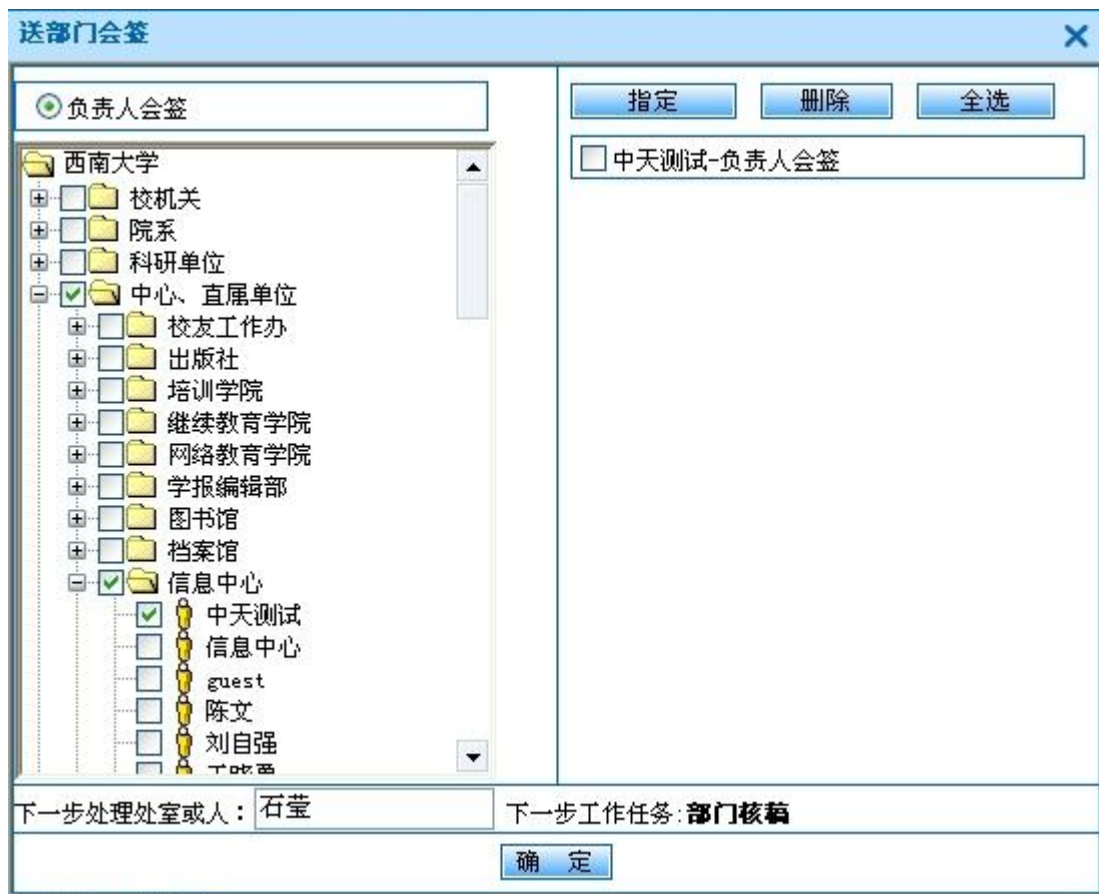 送部门会签
负责人会签
西南大学
校机关
院系
科研单位
中心、直属单位
校友工作办
出版社
培训学院
继续教育学院
网络教育学院
学报编辑部
图书馆
档案馆
信息中心
中天测试
信息中心
guest
陈文
刘自强
指定 删除 全选
中天测试-负责人会签
下一步处理处室或人：石莹 下一步工作任务:部门核稿
确 定